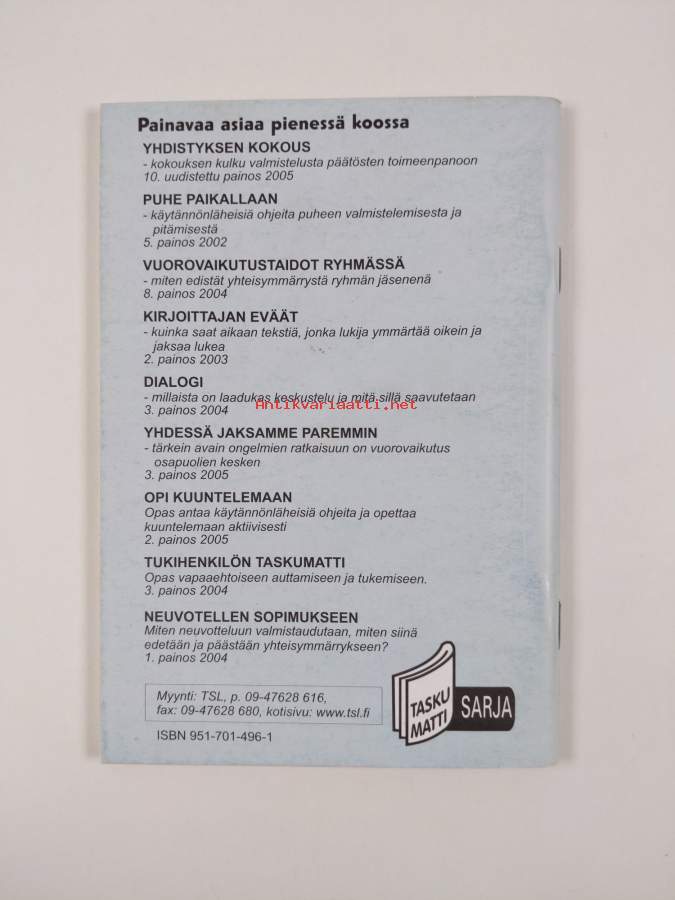 Painavaa asiaa pienessä koossa
YHDISTYKSEN KOKOUS
- kokouksen kulku valmistelusta päätösten toimeenpanoon
10. uudistettu painos 2005
PUHE PAIKALLAAN
- käytännönläheisiä ohjeita puheen valmistelemisesta ja
pitämisestä
5. painos 2002
VUOROVAIKUTUSTAIDOT RYHMÄSSÄ
- miten edistät yhteisymmärrystä ryhmän jäsenenä
8. painos 2004
KIRJOITTAJAN EVÄÄT
- kuinka saat aikaan tekstiä, jonka lukija ymmärtää oikein ja
jaksaa lukea
2. painos 2003
DIALOGI
- millaista on laadukas keskustelu ja mitä sillä saavutetaan
Antikvariaatti.net
3. painos 2004
YHDESSÄ JAKSAMME PAREMMIN
- tärkein avain ongelmien ratkaisuun on vuorovaikutus
osapuolien kesken
3. painos 2005
OPI KUUNTELEMAAN
Opas antaa käytännönläheisiä ohjeita ja opettaa
kuuntelemaan aktiivisesti
2. painos 2005
TUKIHENKILÖN TASKUMATTI
Opas vapaaehtoiseen auttamiseen ja tukemiseen.
3. painos 2004
NEUVOTELLEN SOPIMUKSEEN
Miten neuvotteluun valmistaudutaan, miten siinä
edetään ja päästään yhteisymmärrykseen?
1. painos 2004
Myynti: TSL, p. 09-47628 616,
fax: 09-47628 680, kotisivu: www.tsl.fi
ISBN 951-701-496-1
TASKU
MATTI
SARJA